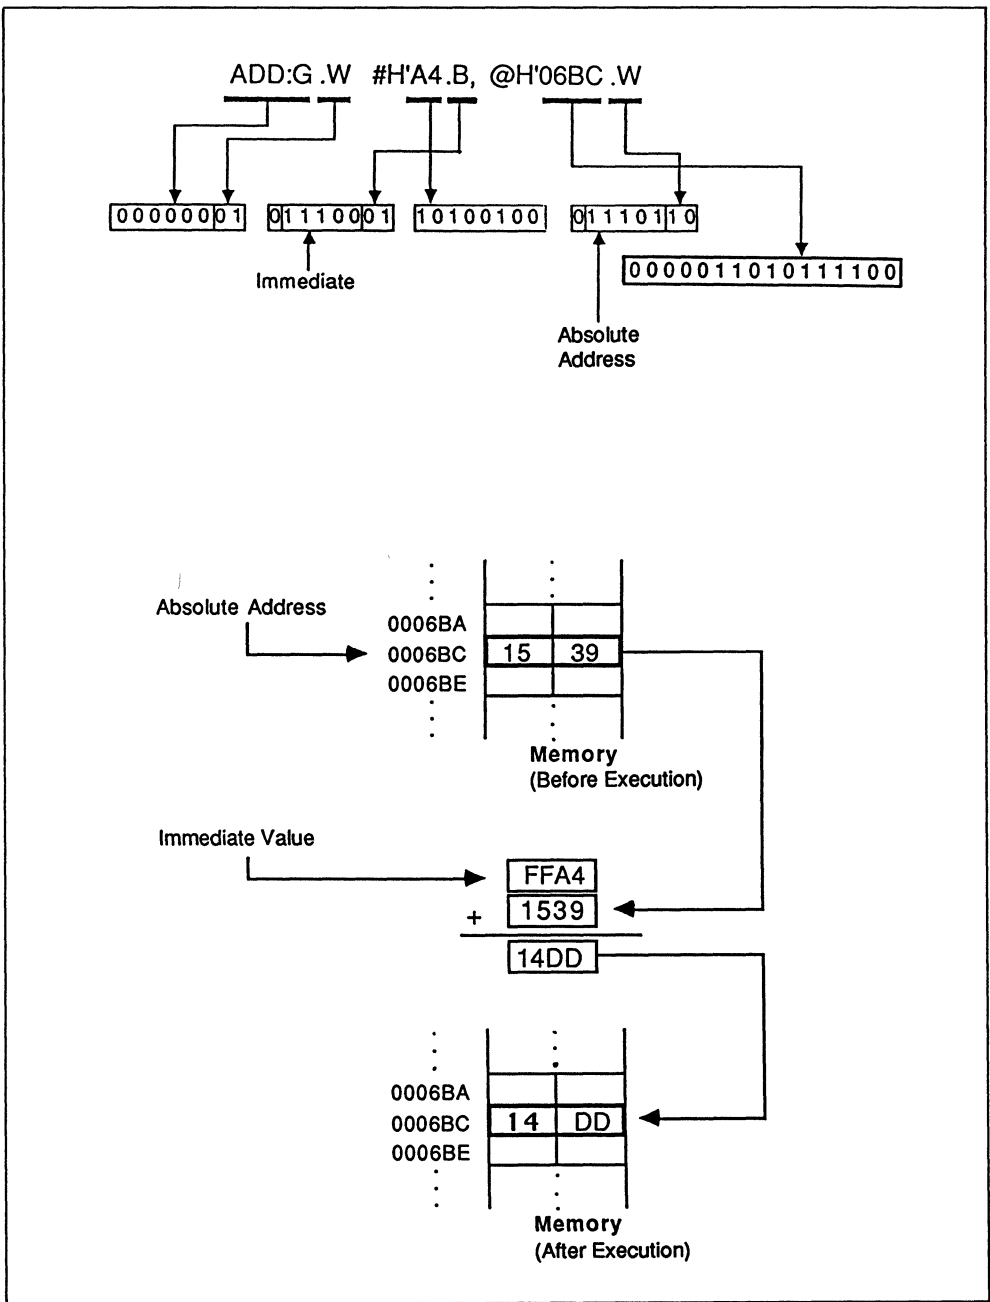 ADD:G .W #H'A4.B, @H'06BC .W
00000001 01110001 10100100 01110110
Immediate
0000011010111100
Absolute
Address
Absolute Address
0006BA
0006BC 15 39
0006BE
Memory
(Before Execution)
Immediate Value
FFA4
+ 1539
14DD
0006BA
0006BC 14 DD
0006BE
Memory
(After Execution)